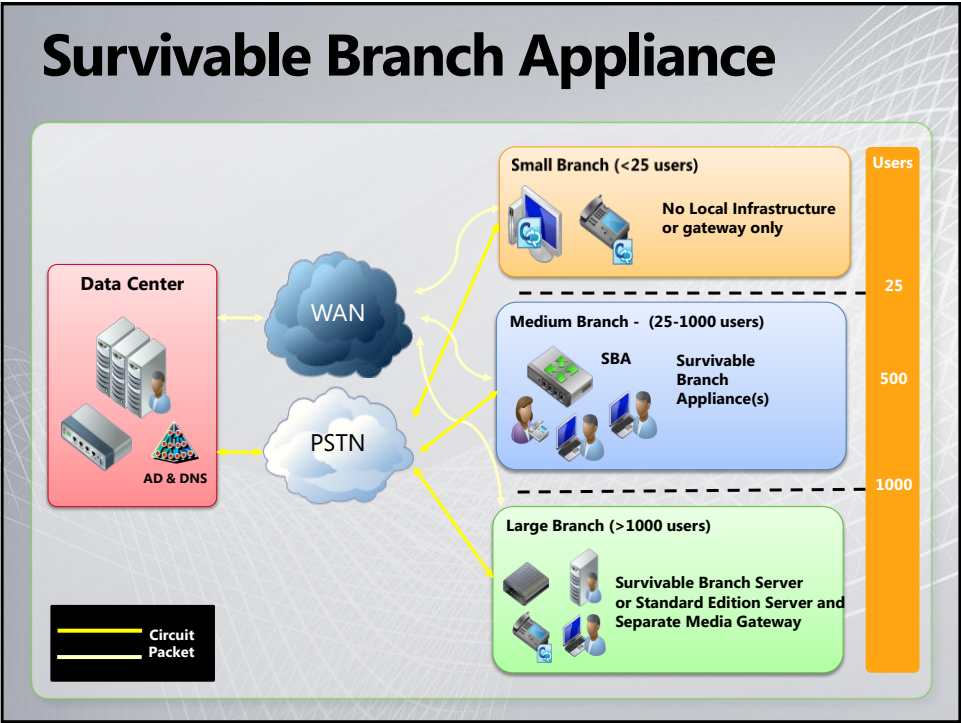 Survivable Branch Appliance
Data Center
AD & DNS
WAN
PSTN
Small Branch (<25 users)
No Local Infrastructure
or gateway only
Medium Branch -  (25-1000 users)
SBA
Survivable
Branch
Appliance(s)
Large Branch (>1000 users)
Survivable Branch Server
or Standard Edition Server and
Separate Media Gateway
Users
25
500
1000
Circuit
Packet